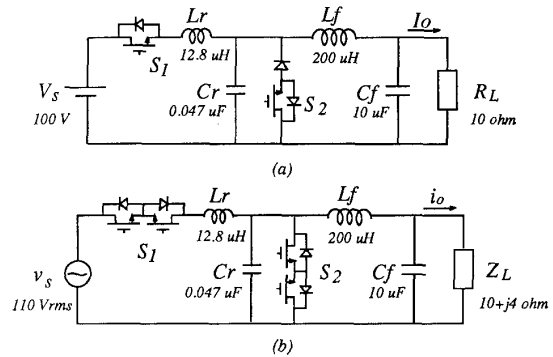 Lr
Lf
Io
S1
12.8 uH
200 uH
Vs
Cr
S2
Cf
RL
100 V
0.047 uF
10 uF
10 ohm
(a)
Lr
Lf
io
S1
12.8 uH
200 uH
vs
Cr
S2
Cf
ZL
110 Vrms
0.047 uF
10 uF
10+j4 ohm
(b)